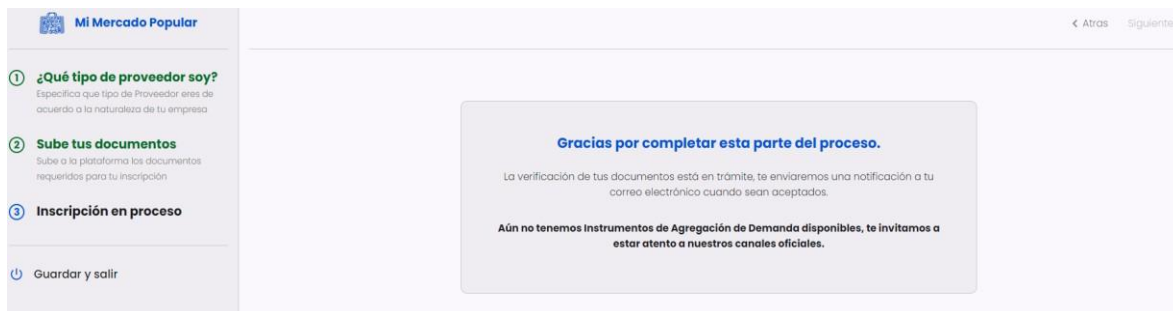 Mi Mercado Popular
Atras Siguiente
1 ¿Qué tipo de proveedor soy?
Especifica que tipo de Proveedor eres de
acuerdo a la naturaleza de tu empresa
2 Sube tus documentos
Sube a la plataforma los documentos
requeridos para tu inscripción
3 Inscripción en proceso
Guardar y salir
Gracias por completar esta parte del proceso.
La verificación de tus documentos está en trámite, te enviaremos una notificación a tu
correo electrónico cuando sean aceptados.
Aún no tenemos Instrumentos de Agregación de Demanda disponibles, te invitamos a
estar atento a nuestros canales oficiales.